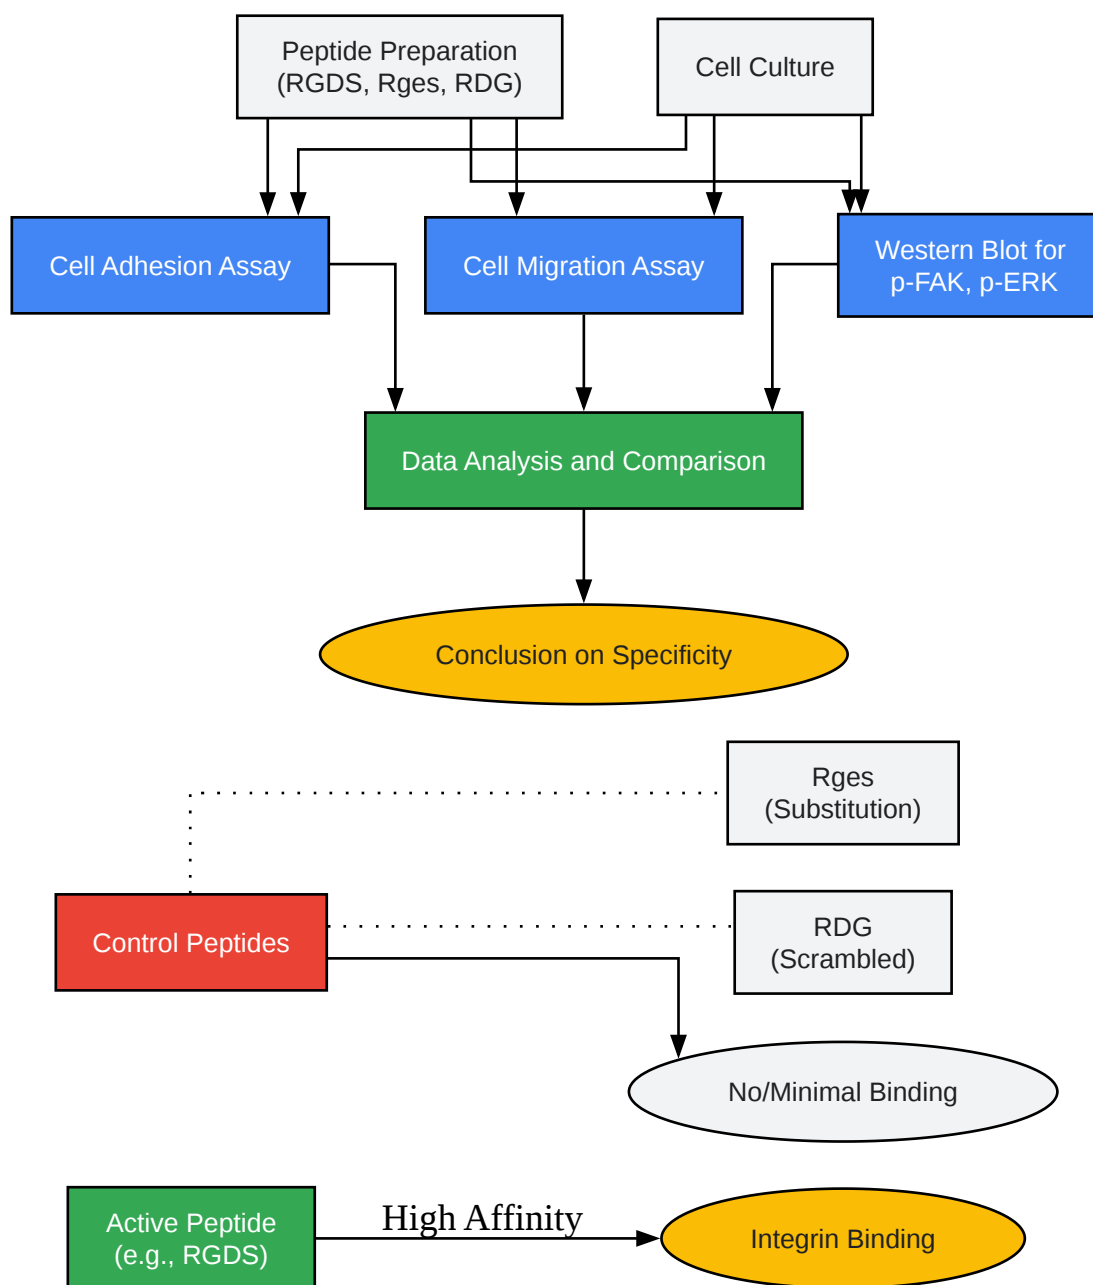 Peptide Preparation
(RGDS, Rges, RDG)
Cell Culture
Cell Adhesion Assay
Cell Migration Assay
Western Blot for
p-FAK, p-ERK
Data Analysis and Comparison
Conclusion on Specificity
Rges
(Substitution)
Control Peptides
RDG
(Scrambled)
No/Minimal Binding
Active Peptide
(e.g., RGDS)
High Affinity
Integrin Binding